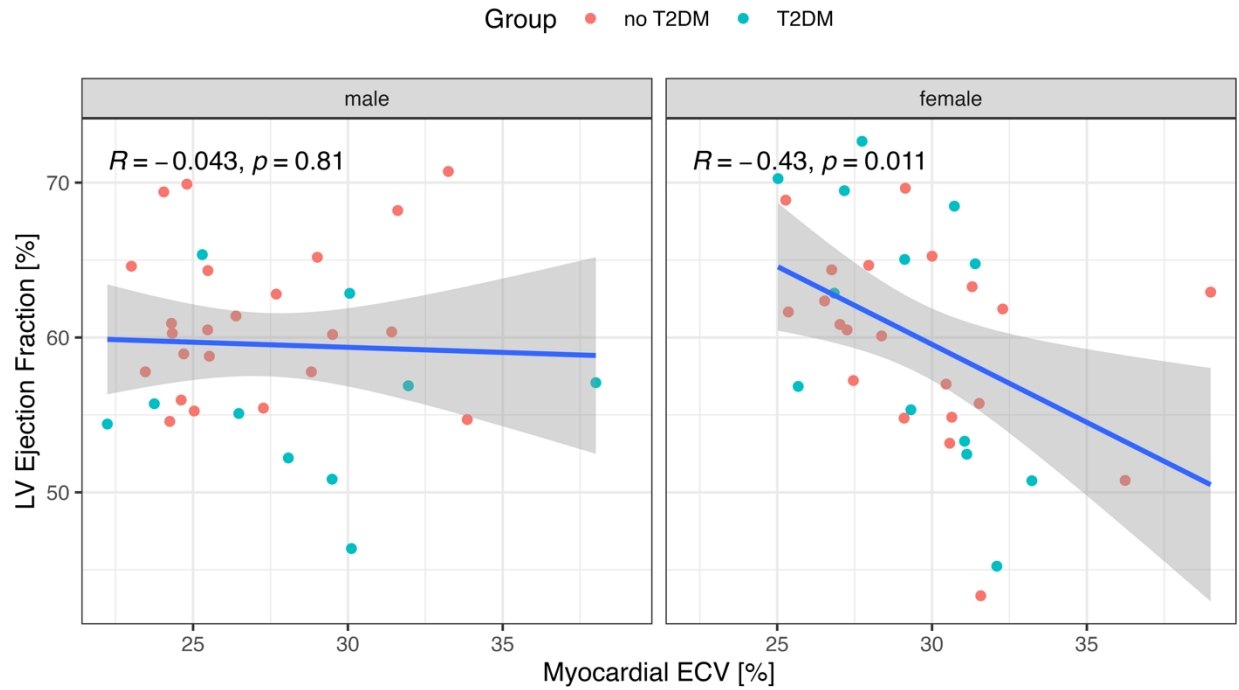 Group no T2DM T2DM
male
female
R = −0.043, p = 0.81
R = −0.43, p = 0.011
70
60
50
LV Ejection Fraction [%]
25 30 35
25 30 35
Myocardial ECV [%]